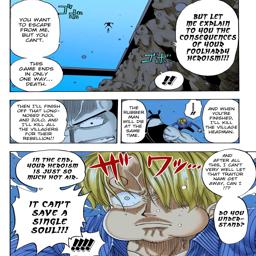 BUT LET
ME EXPLAIN
TO YOU THE
CONSEQUENCES
OF YOUR
FOOLHARDY
HEROISM!!
YOU WANT
TO ESCAPE
FROM ME,
BUT YOU
CAN'T.
THIS
GAME ENDS
IN ONLY
ONE WAY...
DEATH.
!!
AND WHEN
YOU'RE
FINISHED,
I'LL KILL THE
VILLAGE
HEADMAN.
THE
RUBBER
MAN WILL
DIE AT THE
SAME TIME.
THEN I'LL FINISH
OFF THAT LONG-
NOSED FOOL
AND ZOLO, AND
I'LL KILL ALL
THE VILLAGERS
FOR THEIR
REBELLION!!
ザワッ...
AND
AFTER ALL
THIS, I CAN'T
VERY WELL LET
THAT TRAITOR
NAMI GET
AWAY, CAN I
!?
DO YOU
UNDER-
STAND?
IN THE END,
YOUR HEROISM
IS JUST SO
MUCH HOT AIR.
IT CAN'T
SAVE A
SINGLE
SOUL!!!
!!!!